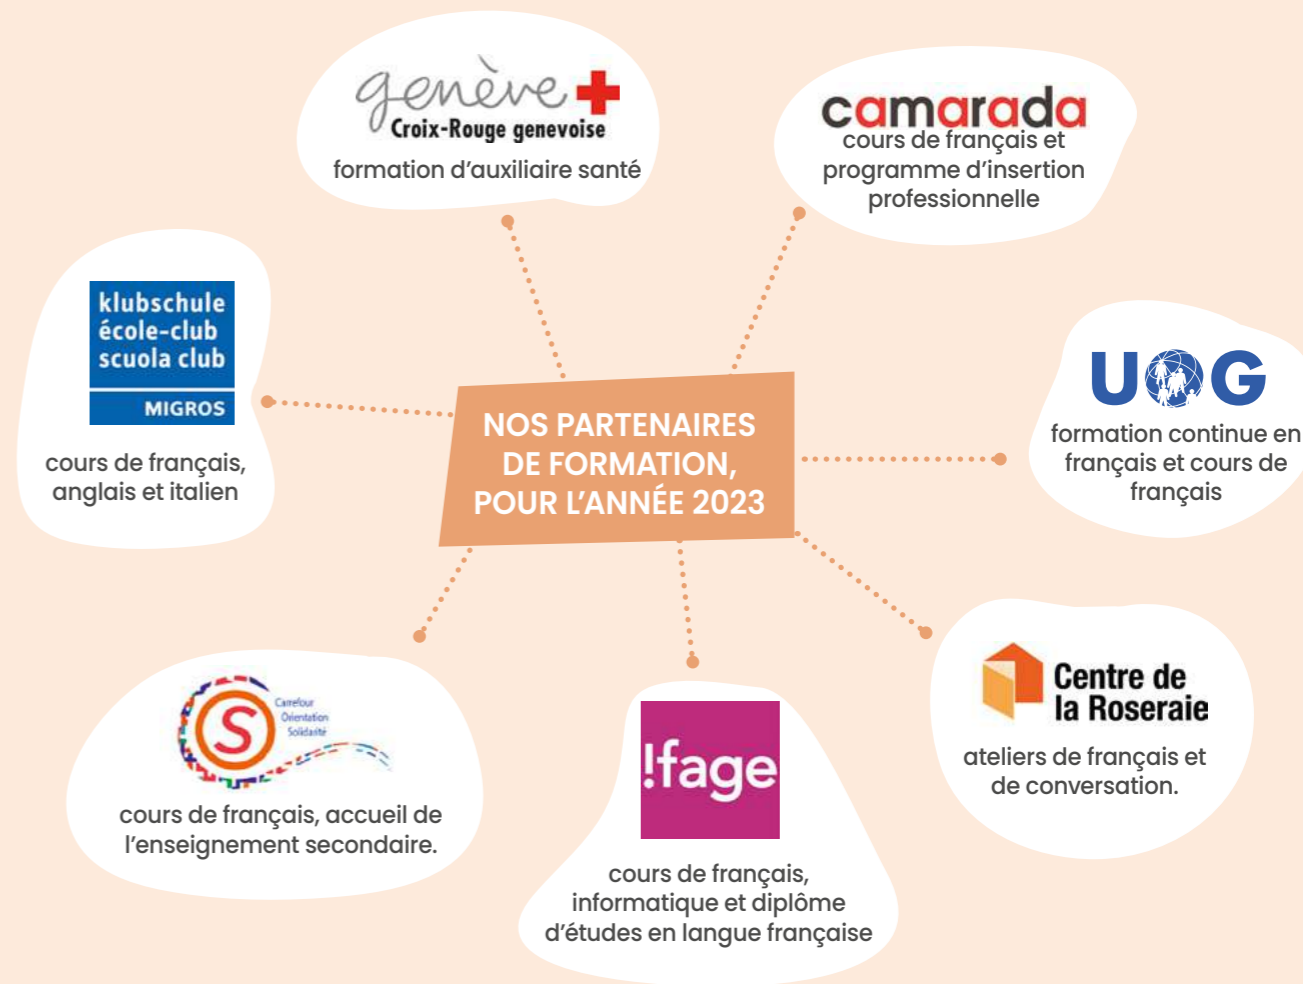 genève
Croix-Rouge genevoise
formation d'auxiliaire santé
camarada
cours de français et
programme d'insertion
professionnelle
klubschule
école-club
scuola club
MIGROS
cours de français,
anglais et italien
NOS PARTENAIRES
DE FORMATION,
POUR L'ANNÉE 2023
UOG
formation continue en
français et cours de
français
S
Carrefour
Orientation
Solidarité
cours de français, accueil de
l'enseignement secondaire.
!fage
cours de français,
informatique et diplôme
d'études en langue française
Centre de
la Roseraie
ateliers de français et
de conversation.